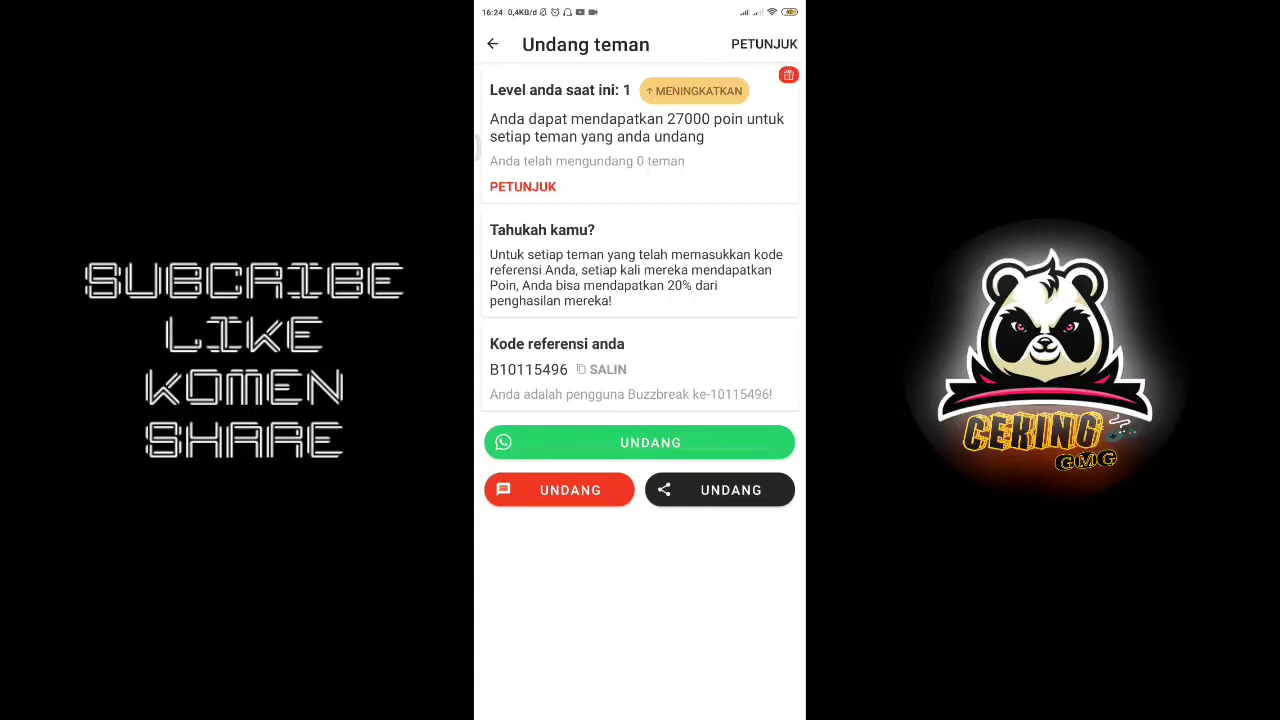 16:24 | 0,4KB/d
Undang teman
PETUNJUK
Level anda saat ini: 1
↑ MENINGKATKAN
Anda dapat mendapatkan 27000 poin untuk
setiap teman yang anda undang
Anda telah mengundang 0 teman
PETUNJUK
Tahukah kamu?
Untuk setiap teman yang telah memasukkan kode
referensi Anda, setiap kali mereka mendapatkan
Poin, Anda bisa mendapatkan 20% dari
penghasilan mereka!
Kode referensi anda
B10115496 SALIN
Anda adalah pengguna Buzzbreak ke-10115496!
UNDANG
UNDANG
UNDANG
SUBCRIBE
LIKE
KOMEN
SHARE
CEKING
GMG